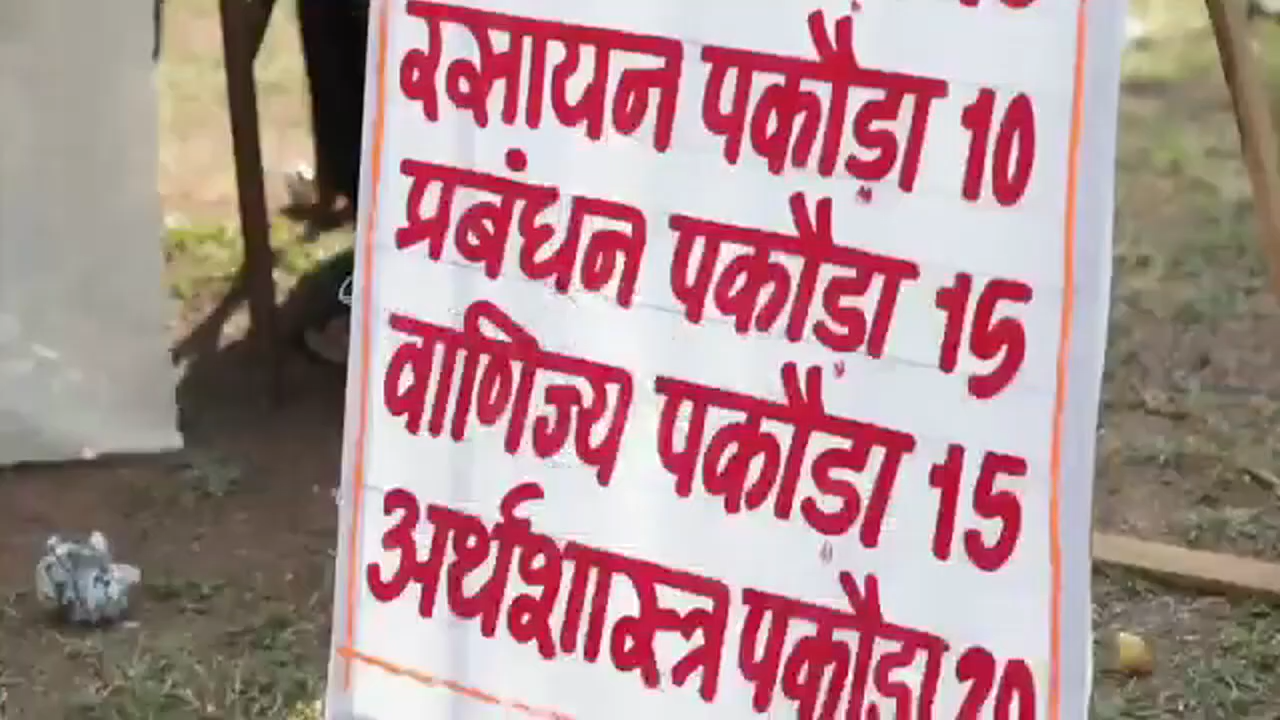 रसायन पकौड़ा 10
प्रबंधन पकौड़ा 15
वाणिज्य पकौड़ा 15
अर्थशास्त्र पकौड़ा 20